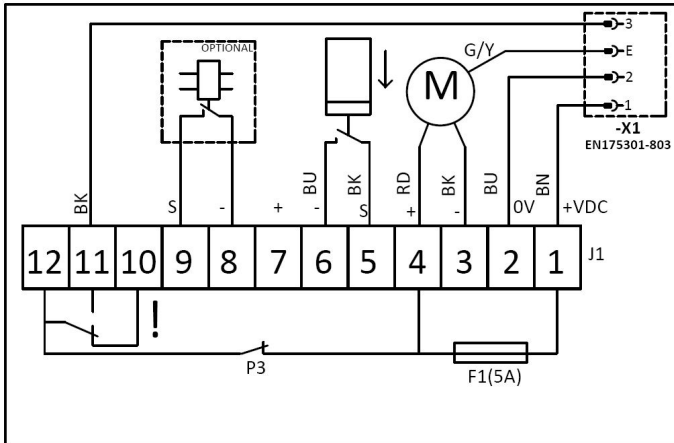 3
OPTIONAL
G/Y
E
2
1
M
-X1
EN175301-803
BK
S
-
+
BU
-
BK
S
RD
+
BK
-
BU
0V
BN
+VDC
12 11 10 9 8 7 6 5 4 3 2 1
J1
!
P3
F1(5A)